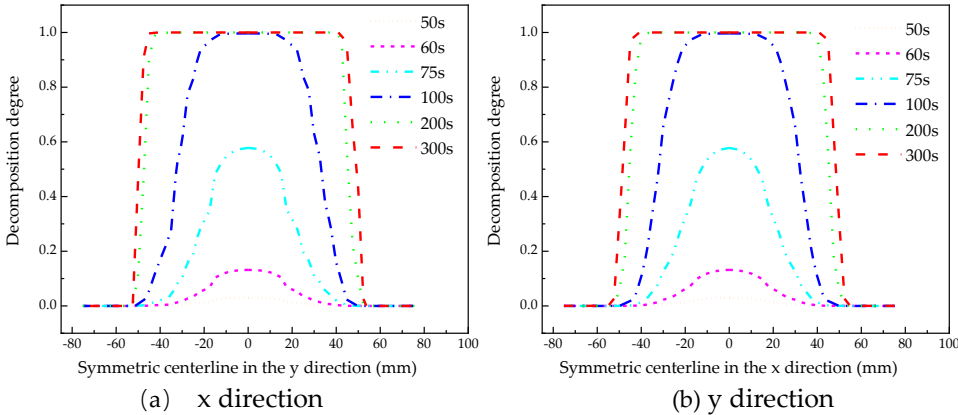 1.0
0.8
0.6
0.4
0.2
0.0
Decomposition degree
-80 -60 -40 -20 0 20 40 60 80 100
Symmetric centerline in the y direction (mm)
50s
60s
75s
100s
200s
300s
(a) x direction
1.0
0.8
0.6
0.4
0.2
0.0
Decomposition degree
-80 -60 -40 -20 0 20 40 60 80 100
Symmetric centerline in the x direction (mm)
50s
60s
75s
100s
200s
300s
(b) y direction